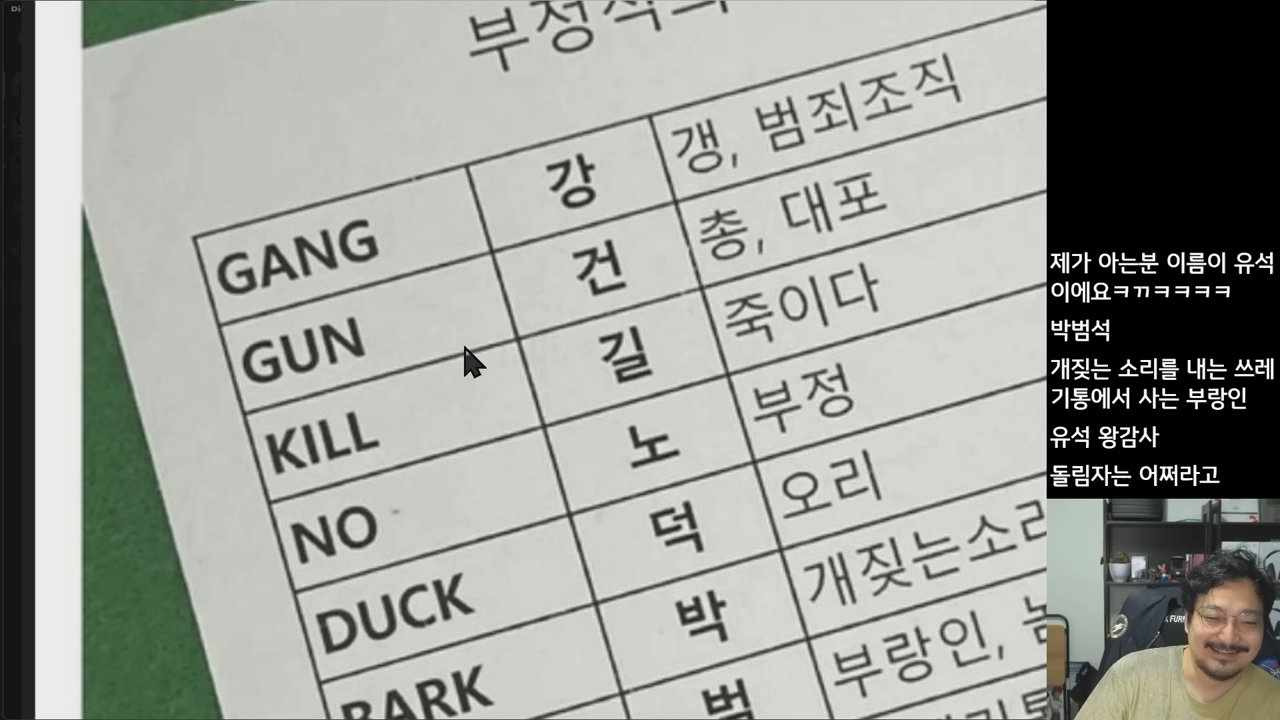 부정적의
GANG 강 갱, 범죄조직
GUN 건 총, 대포
KILL 길 죽이다
NO 노 부정
DUCK 덕 오리
BARK 박 개짖는소리
범 부랑인,
제가 아는분 이름이 유석
이에요ㅋㄲㅋㅋㅋㅋ
박범석
개짖는 소리를 내는 쓰레
기통에서 사는 부랑인
유석 왕감사
돌림자는 어쩌라고